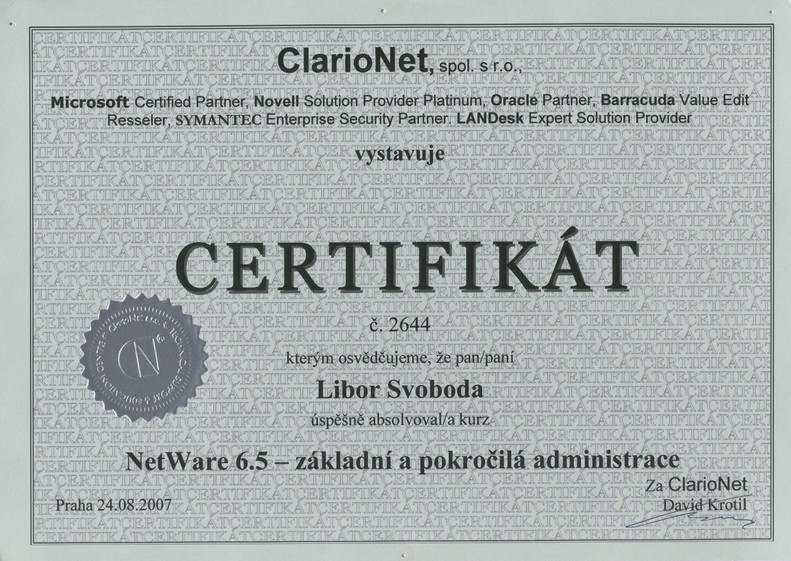 ClarioNet, spol. s r.o.,
Microsoft Certified Partner, Novell Solution Provider Platinum, Oracle Partner, Barracuda Value Edit
Resseler, SYMANTEC Enterprise Security Partner. LANDesk Expert Solution Provider
vystavuje
CERTIFIKÁT
č. 2644
kterým osvědčujeme, že pan/paní
Libor Svoboda
úspěšně absolvoval/a kurz
NetWare 6.5 – základní a pokročilá administrace
Za ClarioNet
Praha 24.08.2007
David Krotil
CN